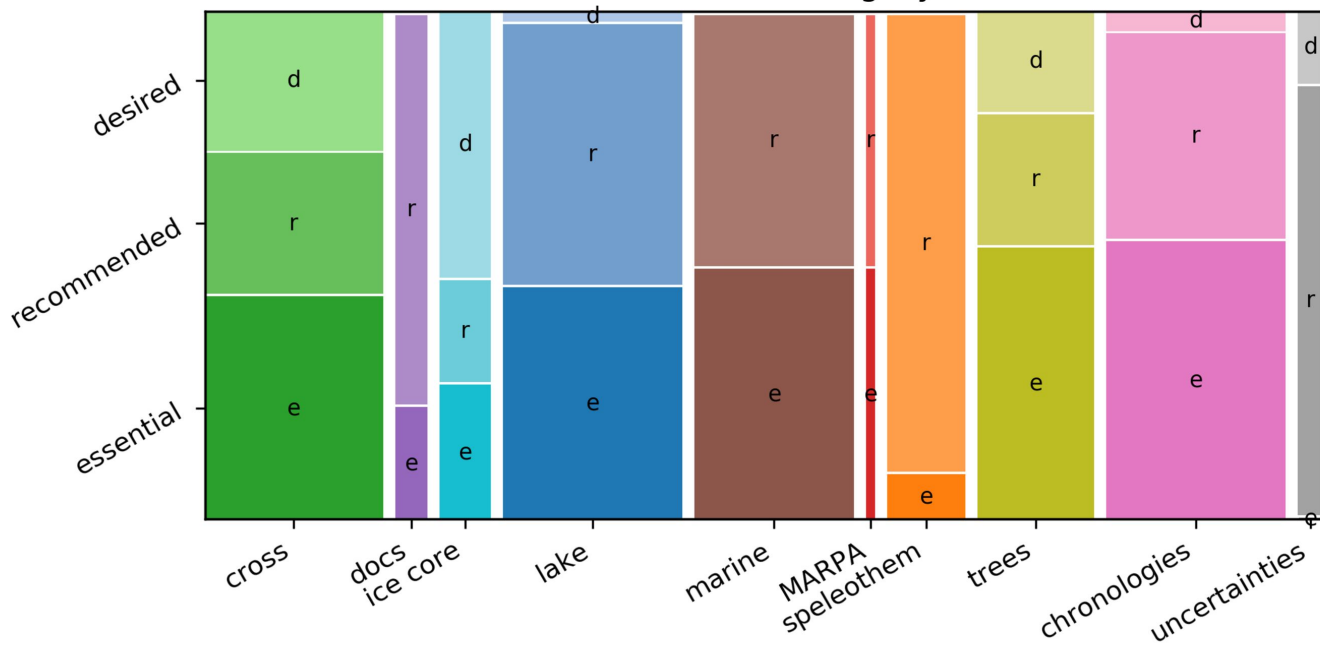 d
d
d
d
d
desired
d
r
r
r
r
r
r
recommended
r
r
r
r
e
e
e
e
e
e
essential
e
e
e
e
e
cross
docs
ice core
lake
marine
MARPA
speleothem
trees
chronologies
uncertainties